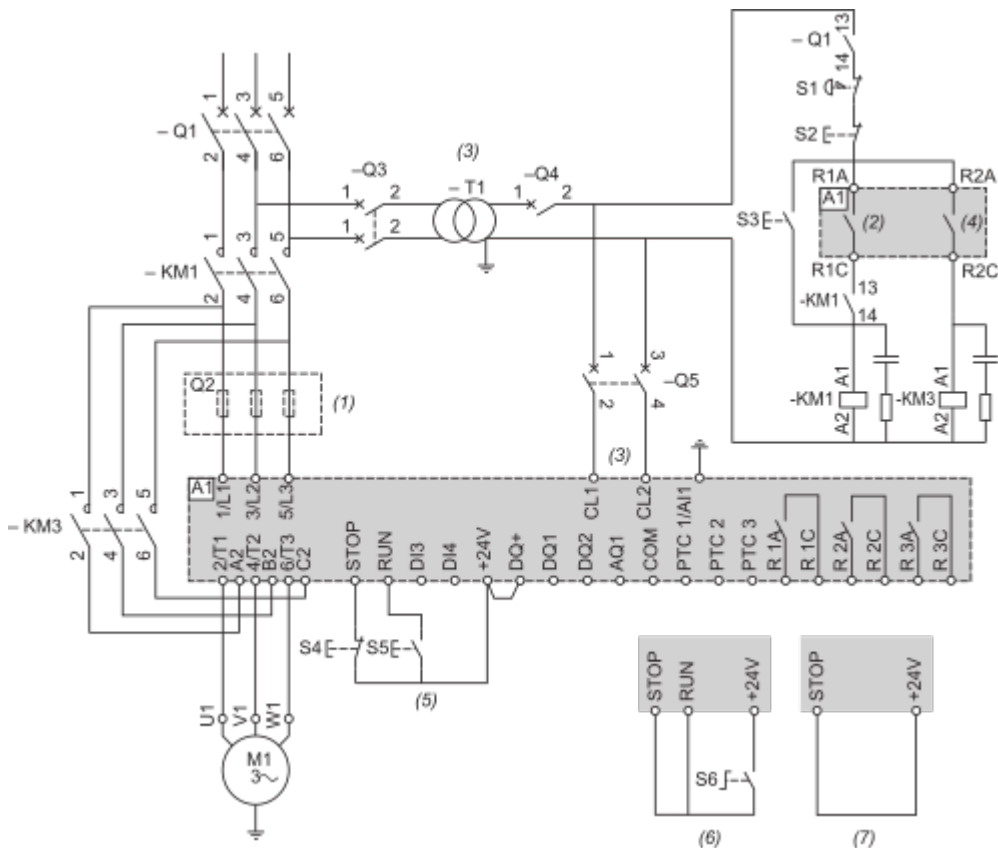 – Q1
1
3
5
2
4
6
–Q3
1
2
1
2
(3)
– T1
–Q4
1
2
13
– Q1
14
S1
S2
R1A
R2A
A1
S3
(2)
(4)
R1C
R2C
-KM1
13
14
– KM1
1
3
5
2
4
6
1
3
–Q5
2
4
Q2
(1)
-KM1
A1
A2
-KM3
A1
A2
– KM3
1
3
5
2
4
6
(3)
A1
1/L1
3/L2
5/L3
CL1
CL2
PTC 1/AI1
2/T1
A2
4/T2
B2
6/T3
C2
STOP
RUN
DI3
DI4
+24V
DQ+
DQ1
DQ2
AQ1
COM
PTC 2
PTC 3
R 1A
R 1C
R 2A
R 2C
R 3A
R 3C
S4
S5
(5)
U1
V1
W1
M1
3
STOP
RUN
+24V
S6
(6)
STOP
+24V
(7)